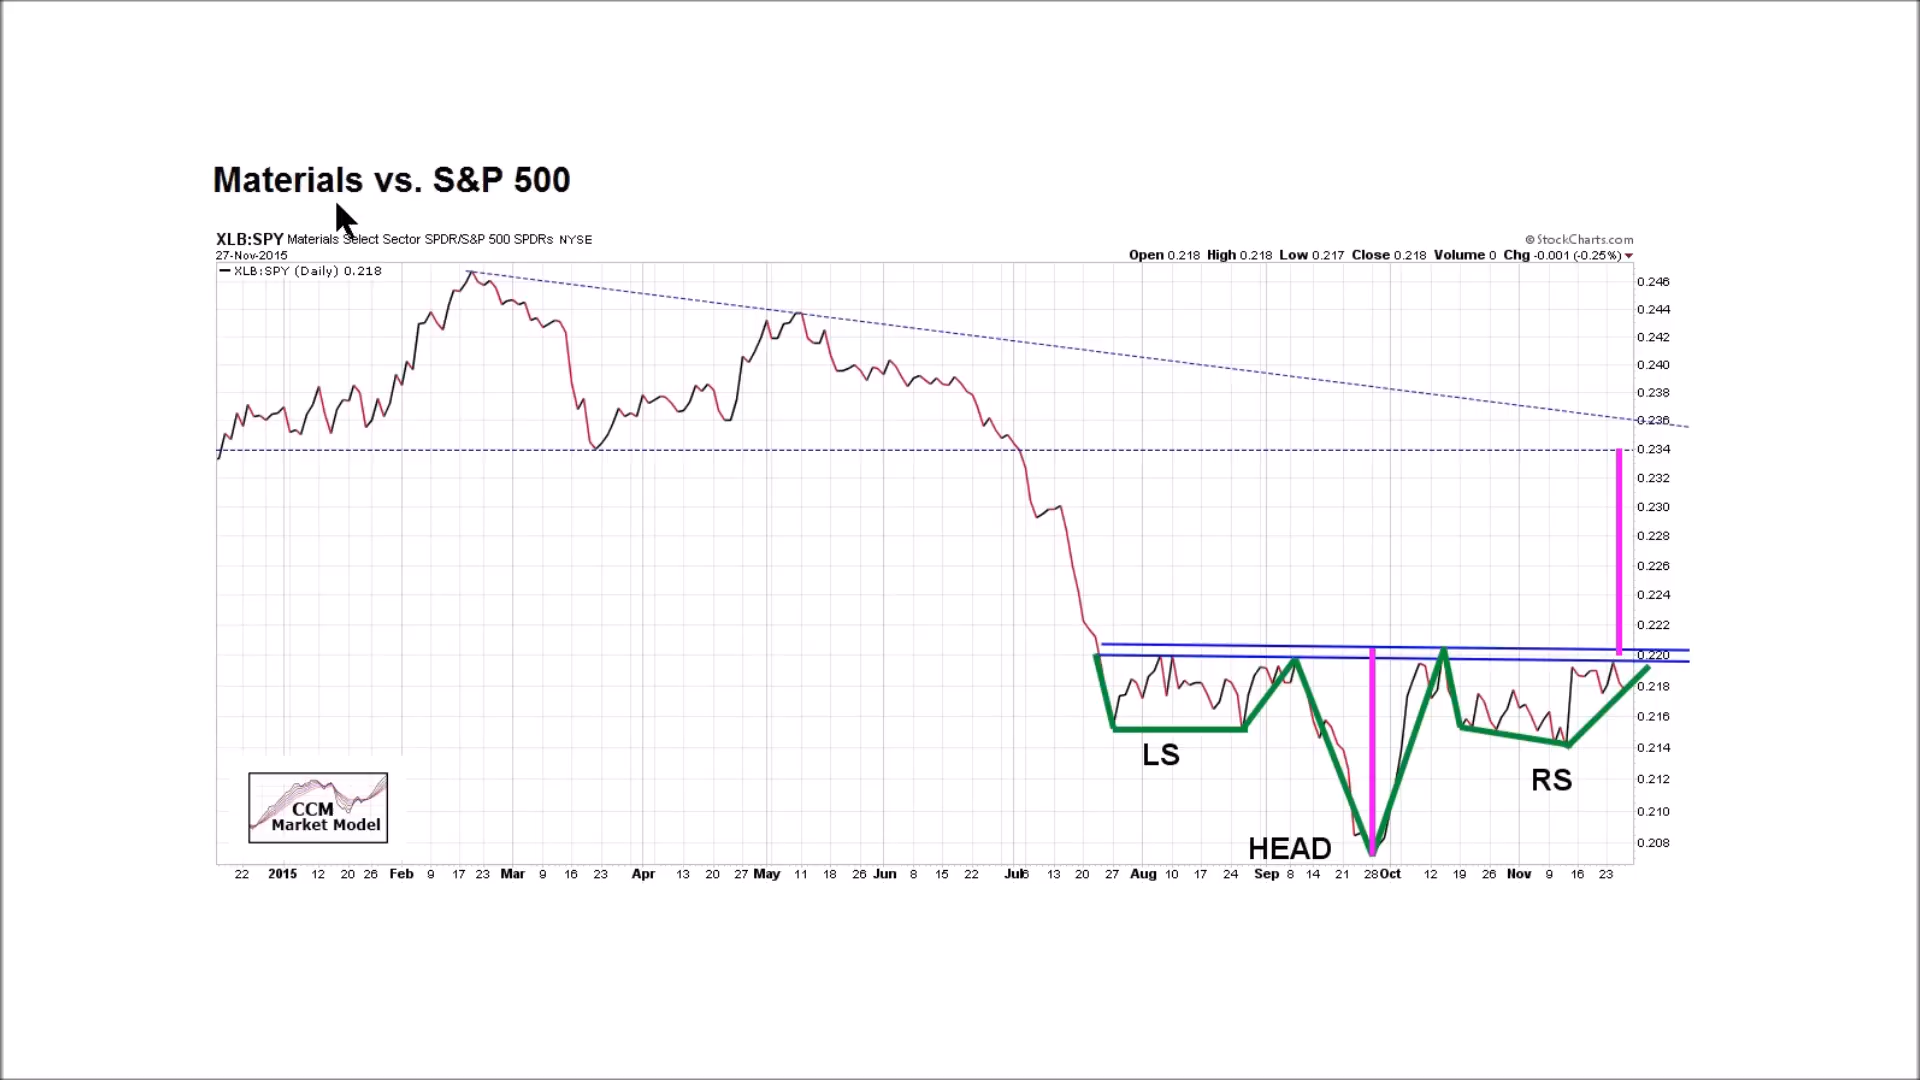 Materials vs. S&P 500
XLB:SPY Materials Select Sector SPDR/S&P 500 SPDRs NYSE
© StockCharts.com
27-Nov-2015
Open 0.218 High 0.218 Low 0.217 Close 0.218 Volume 0 Chg -0.001 (-0.25%)
XLB:SPY (Daily) 0.218
0.246
0.244
0.242
0.240
0.238
0.236
0.234
0.232
0.230
0.228
0.226
0.224
0.222
0.220
0.218
0.216
0.214
0.212
0.210
0.208
LS
RS
HEAD
CCM
Market Model
22 2015 12 20 26 Feb 9 17 23 Mar 9 16 23 Apr 13 20 27 May 11 18 26 Jun 8 15 22 Jul 6 13 20 27 Aug 10 17 24 Sep 8 14 21 28 Oct 12 19 26 Nov 9 16 23